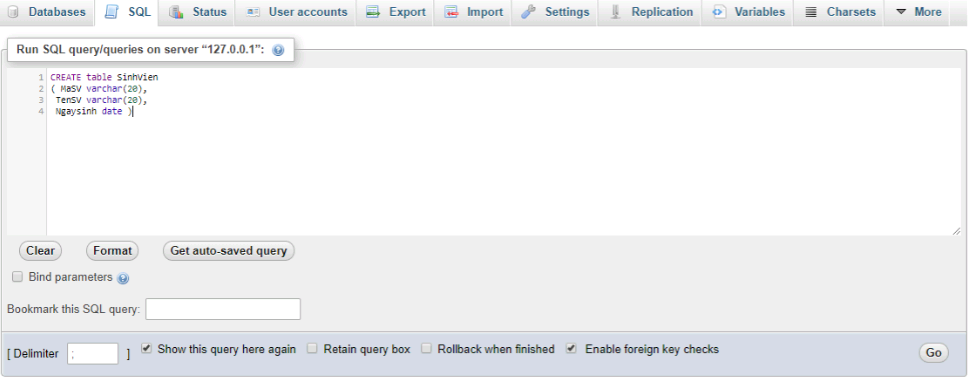 Databases SQL Status User accounts Export Import Settings Replication Variables Charsets More
Run SQL query/queries on server “127.0.0.1”:
1 CREATE table SinhVien
2 ( MaSV varchar(20),
3 TenSV varchar(20),
4 Ngaysinh date )
Clear Format Get auto-saved query
Bind parameters
Bookmark this SQL query:
[ Delimiter ; ] Show this query here again Retain query box Rollback when finished Enable foreign key checks Go